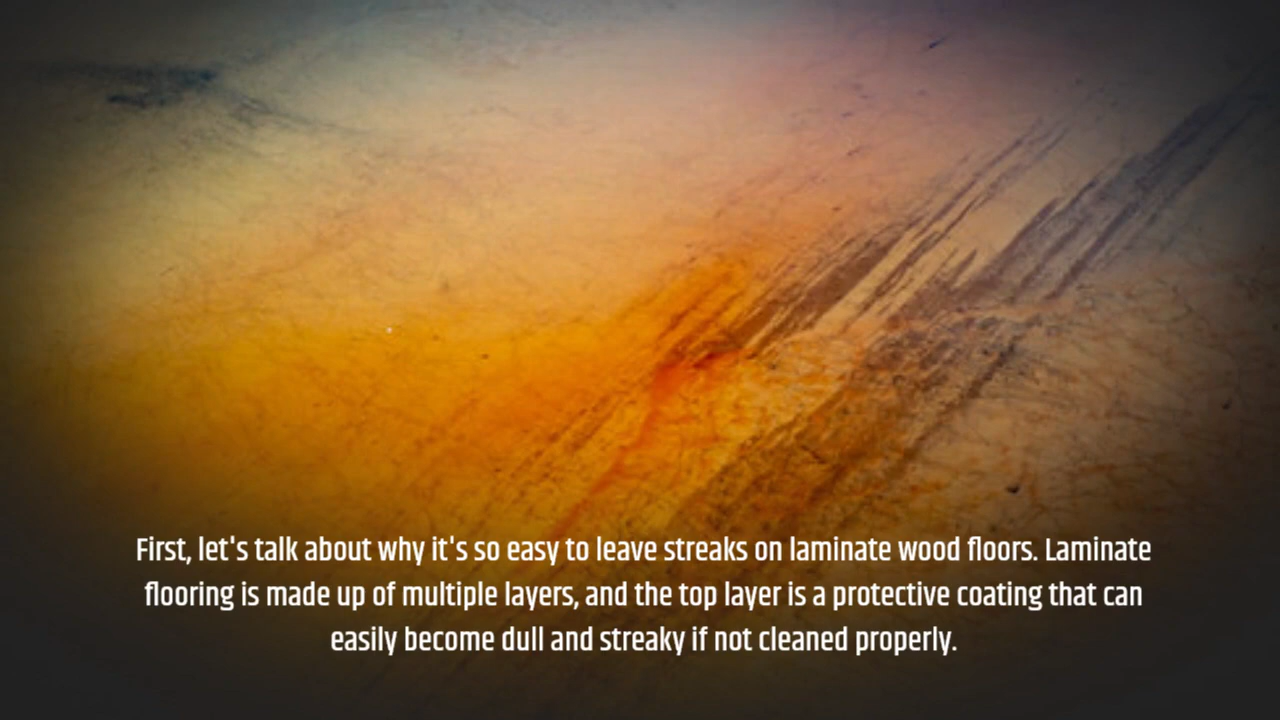 First, let's talk about why it's so easy to leave streaks on laminate wood floors. Laminate
flooring is made up of multiple layers, and the top layer is a protective coating that can
easily become dull and streaky if not cleaned properly.